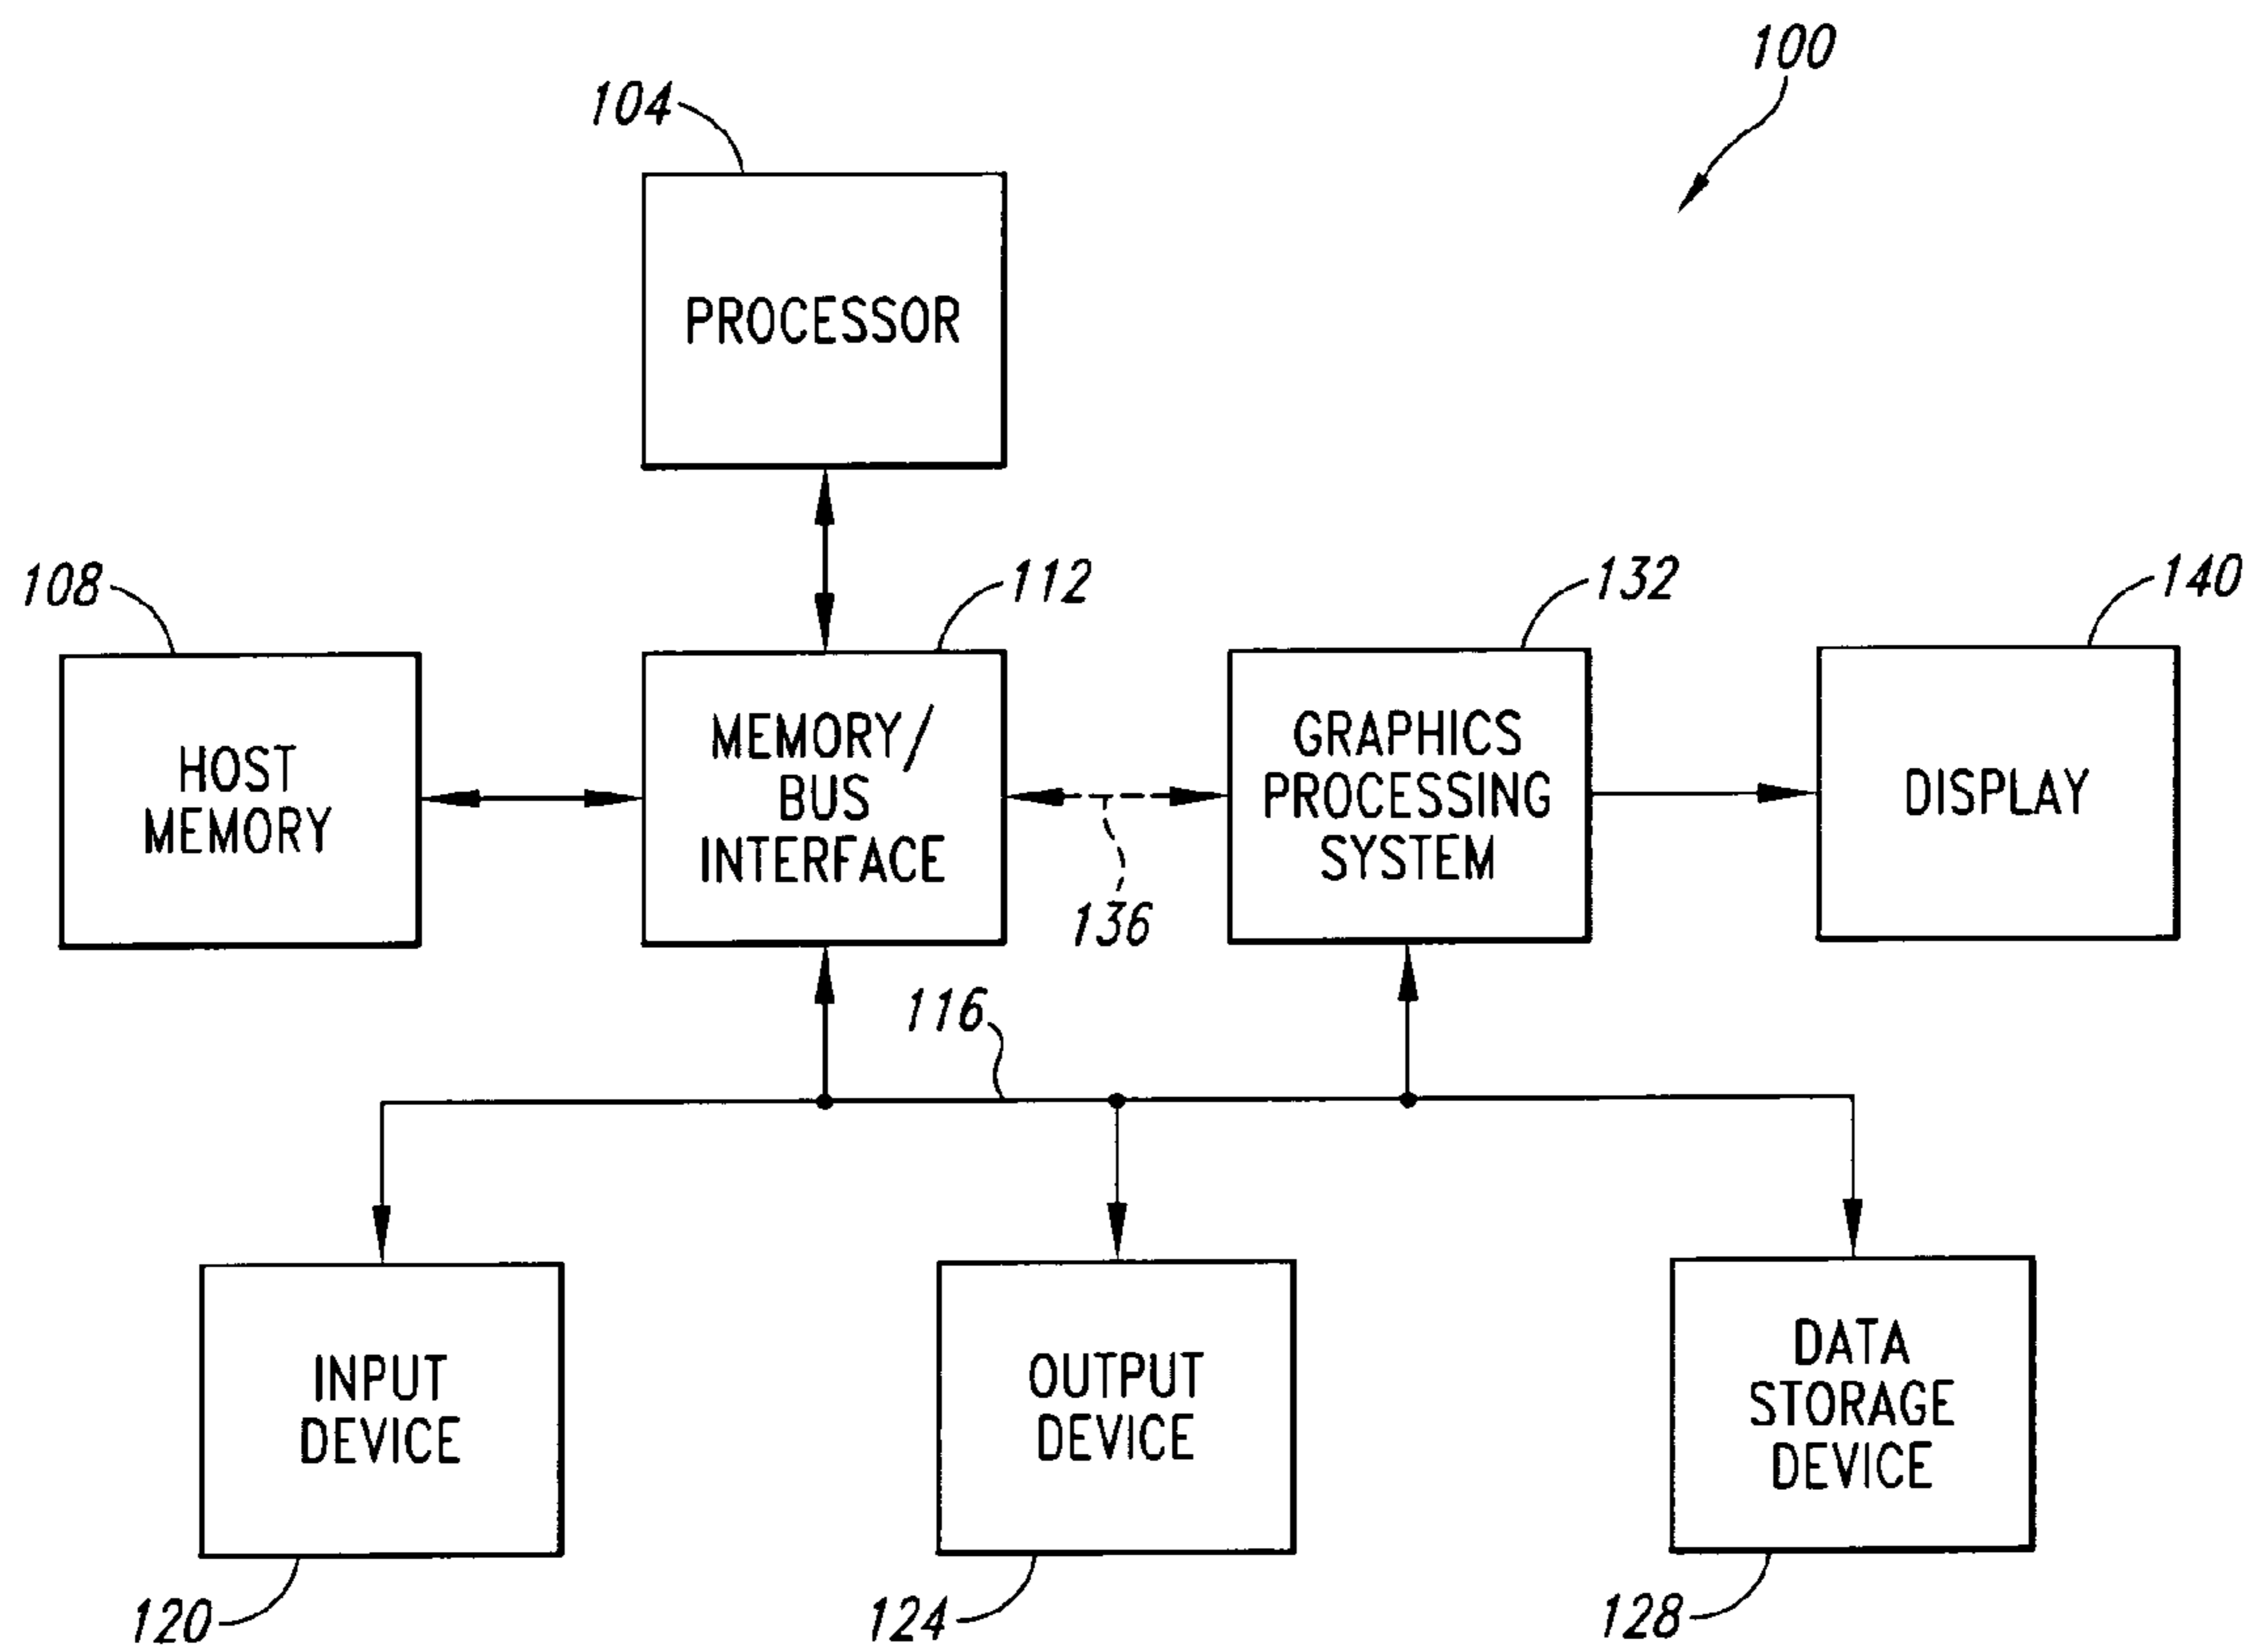 100
104
PROCESSOR
108
112
132
140
HOST
MEMORY
MEMORY/
BUS
INTERFACE
GRAPHICS
PROCESSING
SYSTEM
DISPLAY
136
116
INPUT
DEVICE
OUTPUT
DEVICE
DATA
STORAGE
DEVICE
120
124
128